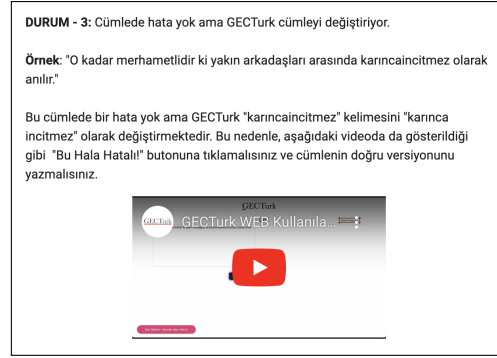 DURUM - 3: Cümlede hata yok ama GECTurk cümleyi değiştiriyor.
Örnek: "O kadar merhametlidir ki yakın arkadaşları arasında karıncaincitmez olarak
anılır."
Bu cümlede bir hata yok ama GECTurk "karıncaincitmez" kelimesini "karınca
incitmez" olarak değiştirmektedir. Bu nedenle, aşağıdaki videoda da gösterildiği
gibi "Bu Hala Hatalı!" butonuna tıklamalısınız ve cümlenin doğru versiyonunu
yazmalısınız.
GECTurk
GECTurk
GECTurk WEB Kullanıla...